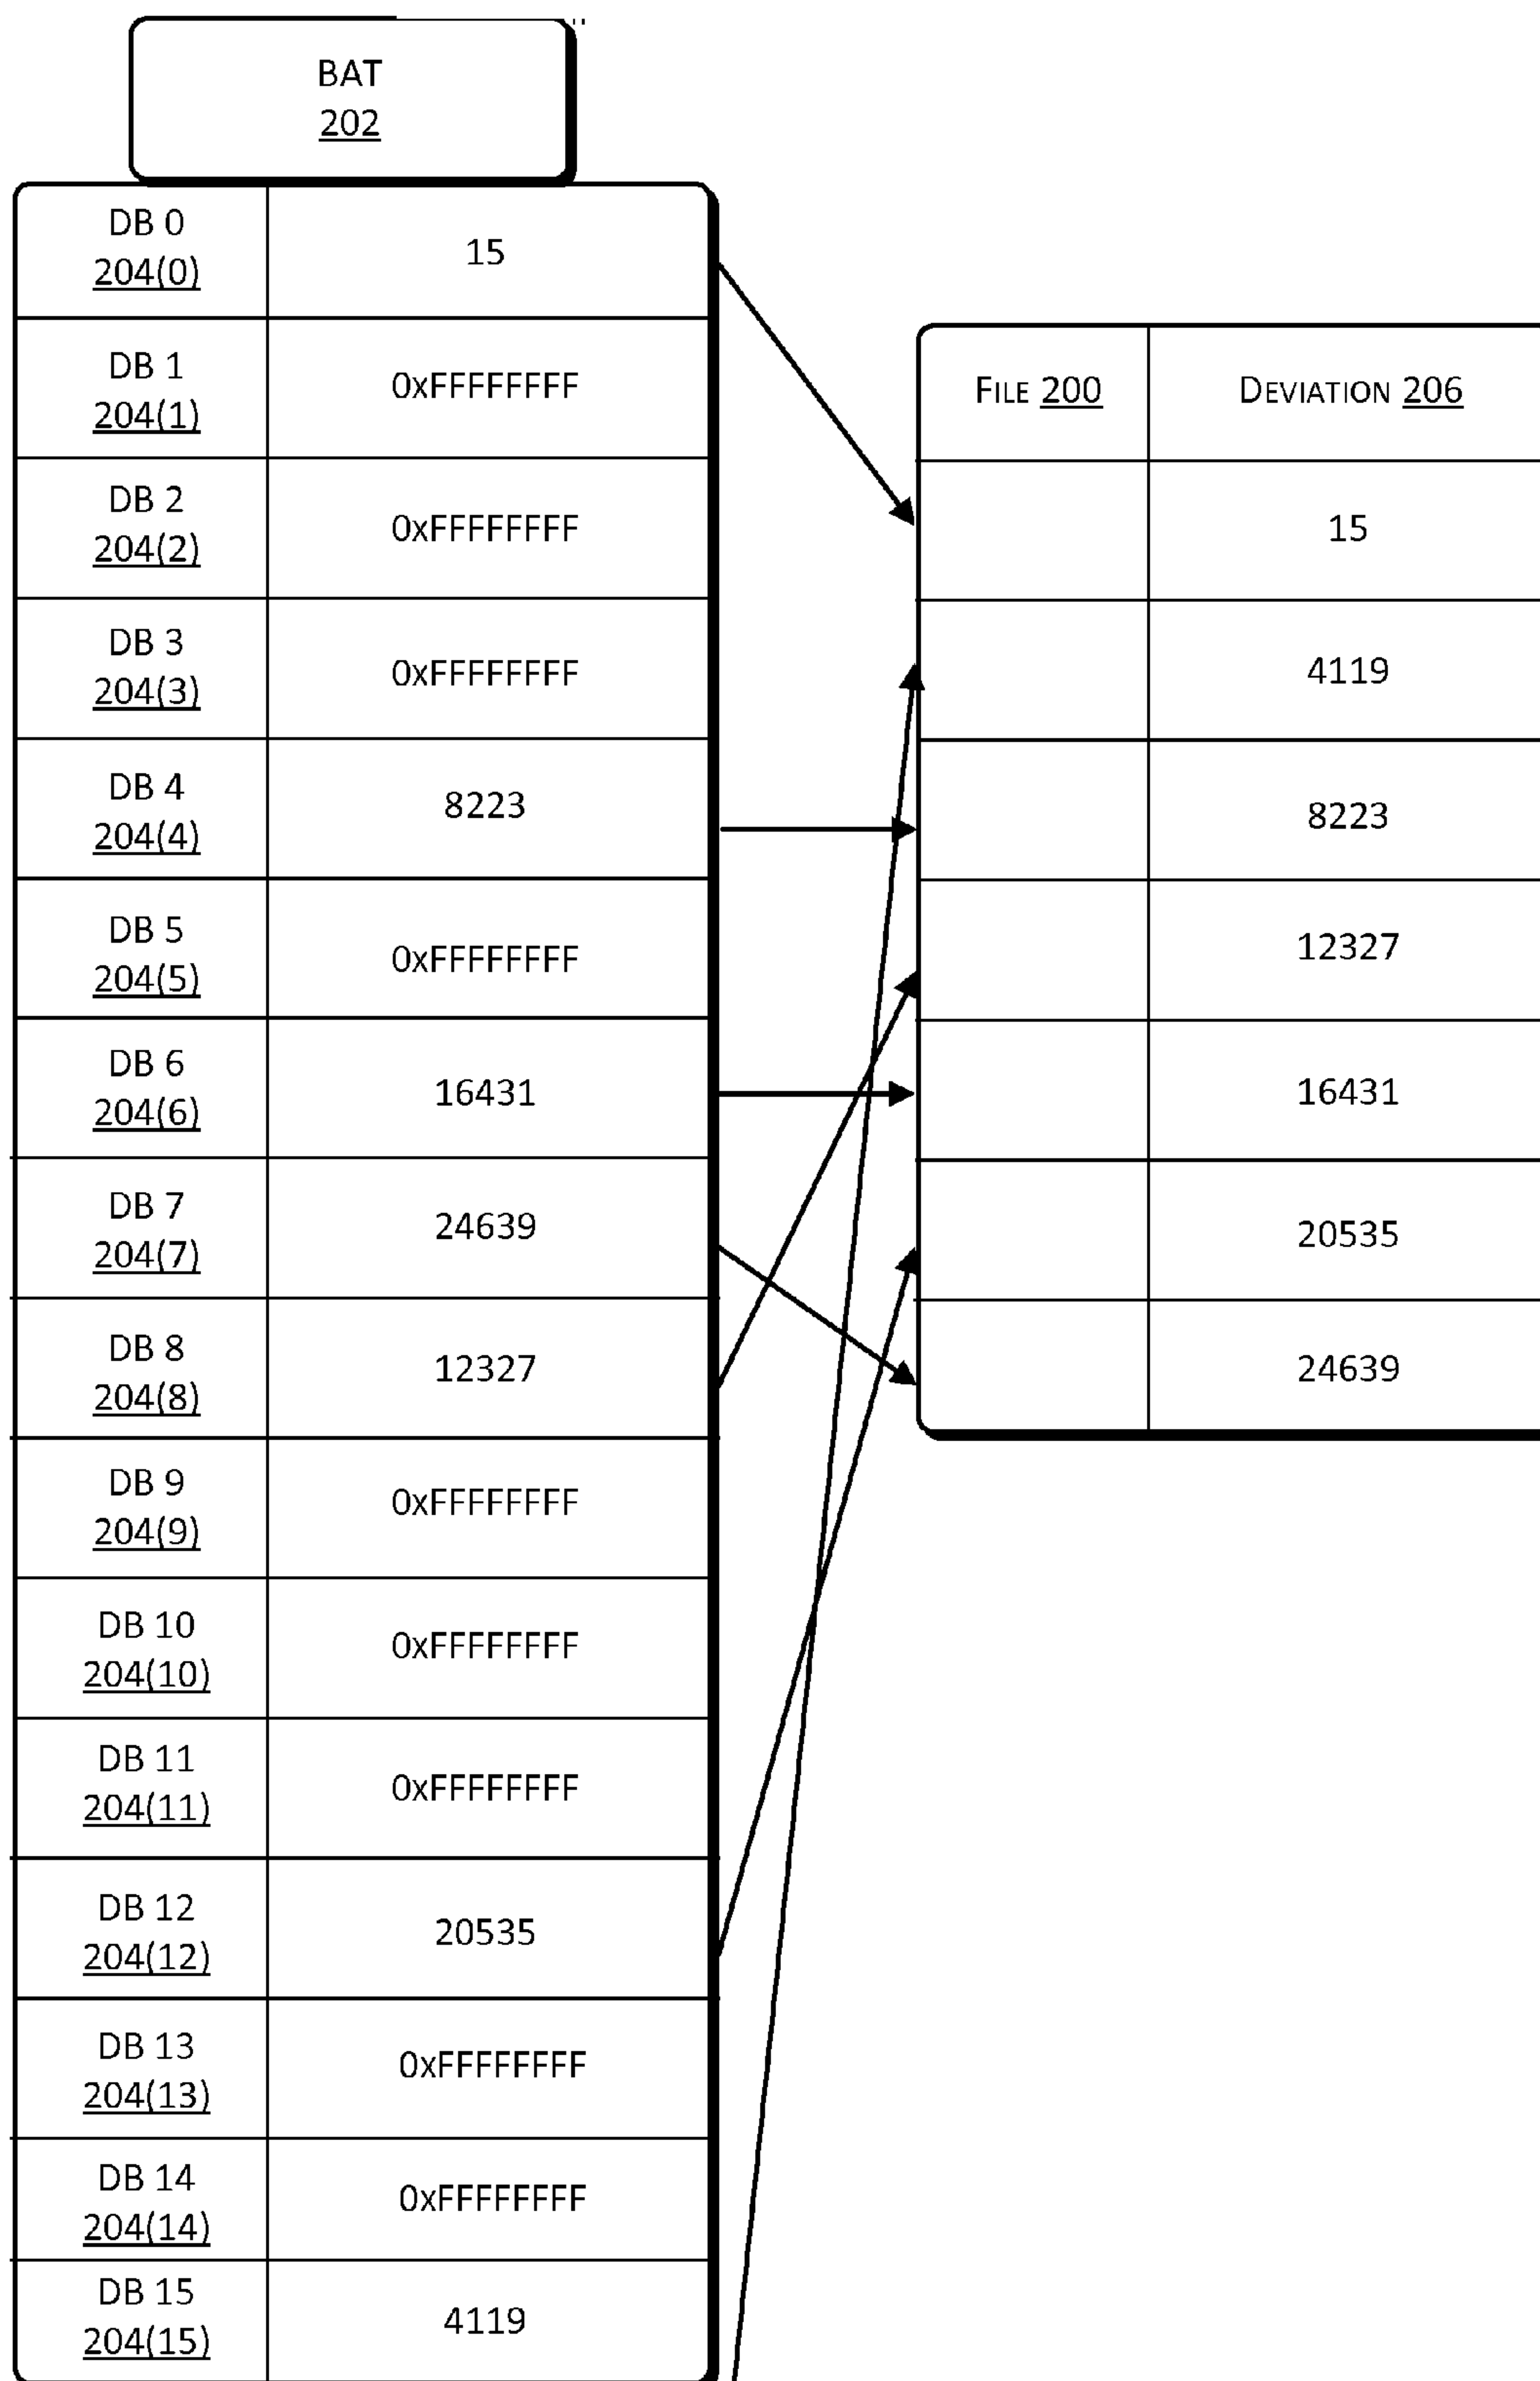 BAT
202
DB 0
204(0)
15
DB 1
204(1)
0xFFFFFFFF
DB 2
204(2)
0xFFFFFFFF
DB 3
204(3)
0xFFFFFFFF
DB 4
204(4)
8223
DB 5
204(5)
0xFFFFFFFF
DB 6
204(6)
16431
DB 7
204(7)
24639
DB 8
204(8)
12327
DB 9
204(9)
0xFFFFFFFF
DB 10
204(10)
0xFFFFFFFF
DB 11
204(11)
0xFFFFFFFF
DB 12
204(12)
20535
DB 13
204(13)
0xFFFFFFFF
DB 14
204(14)
0xFFFFFFFF
DB 15
204(15)
4119
FILE 200
DEVIATION 206
15
4119
8223
12327
16431
20535
24639